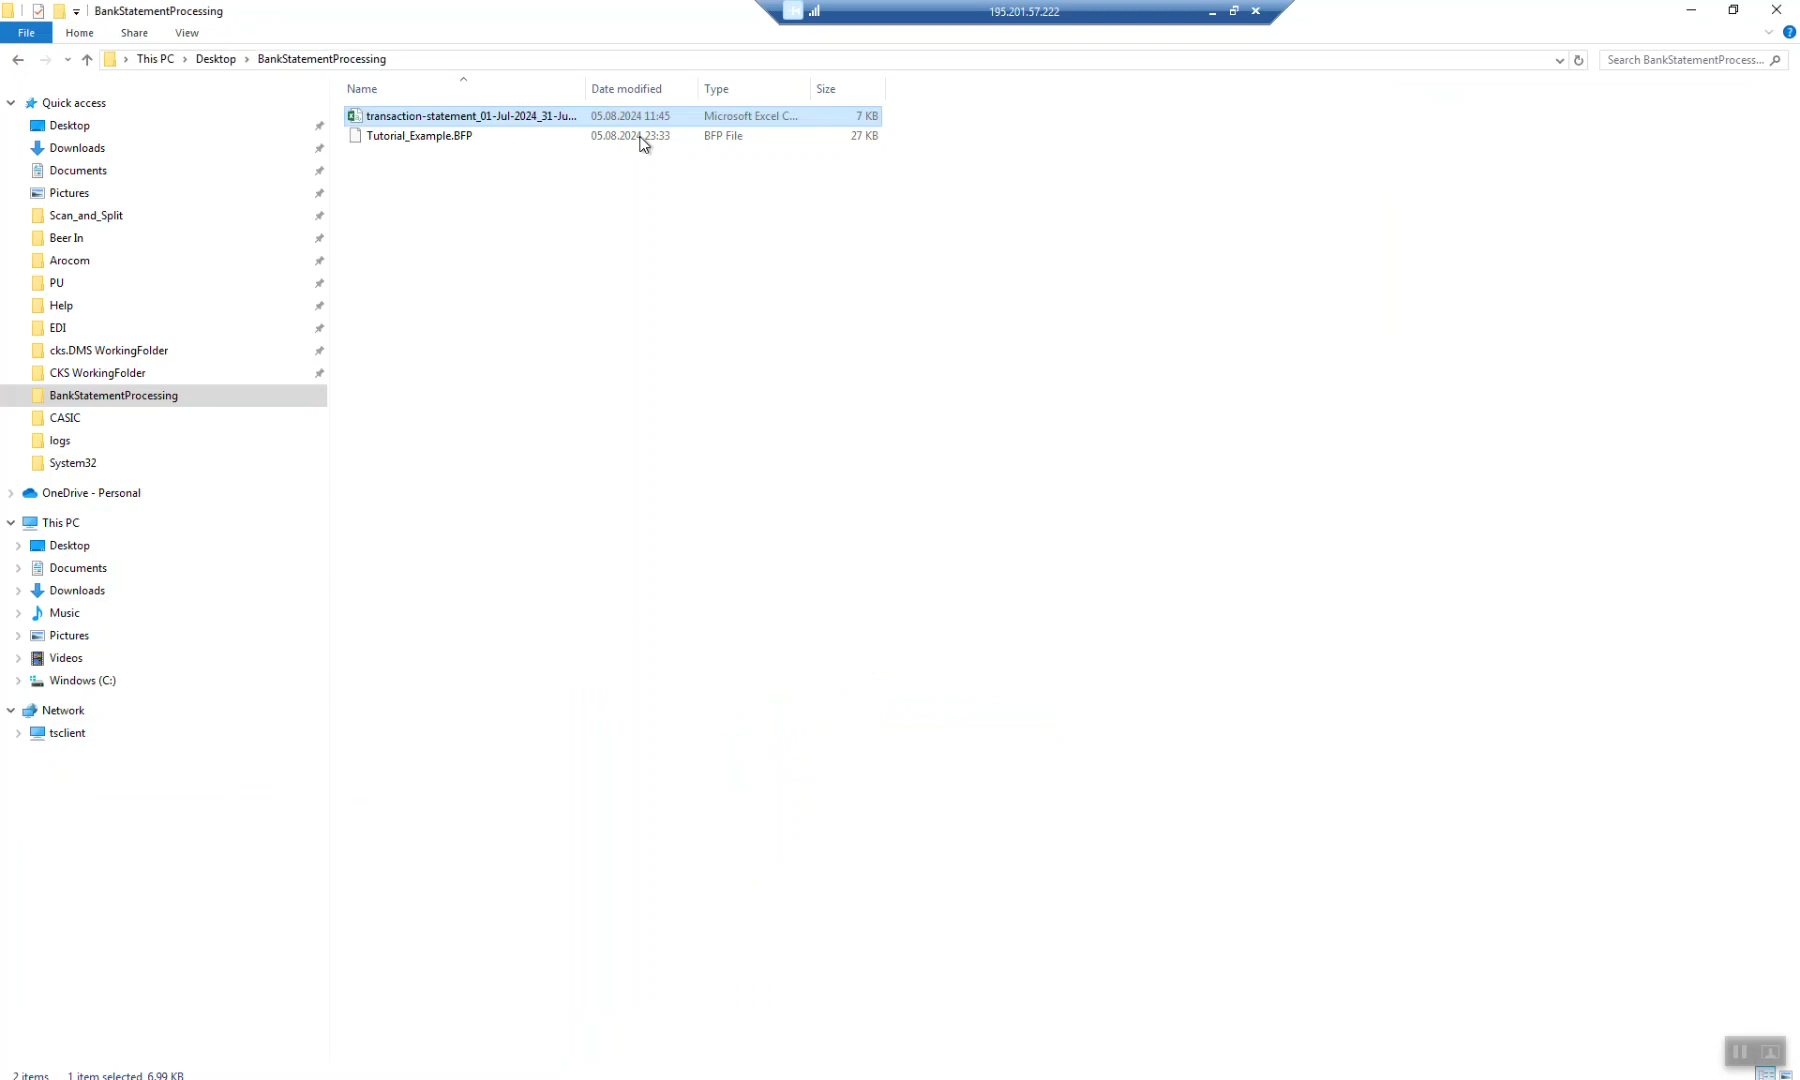 BankStatementProcessing
195.201.57.222
File Home Share View
This PC Desktop BankStatementProcessing
Search BankStatementProcess...
Name Date modified Type Size
transaction-statement_01-Jul-2024_31-Ju... 05.08.2024 11:45 Microsoft Excel C... 7 KB
Tutorial_Example.BFP 05.08.2024 23:33 BFP File 27 KB
Quick access
Desktop
Downloads
Documents
Pictures
Scan_and_Split
Beer In
Arocom
PU
Help
EDI
cks.DMS WorkingFolder
CKS WorkingFolder
BankStatementProcessing
CASIC
logs
System32
OneDrive - Personal
This PC
Desktop
Documents
Downloads
Music
Pictures
Videos
Windows (C:)
Network
tsclient
2 items 1 item selected 6,99 KB